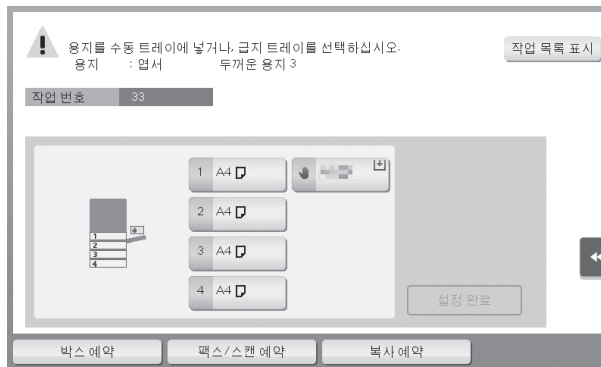 용지를 수동 트레이에 넣거나, 급지 트레이를 선택하십시오.
용지 : 엽서 두꺼운 용지 3
작업 목록 표시
작업 번호 33
1 A4
2 A4
3 A4
4 A4
1
2
3
4
설정 완료
박스 예약
팩스/스캔 예약
복사 예약